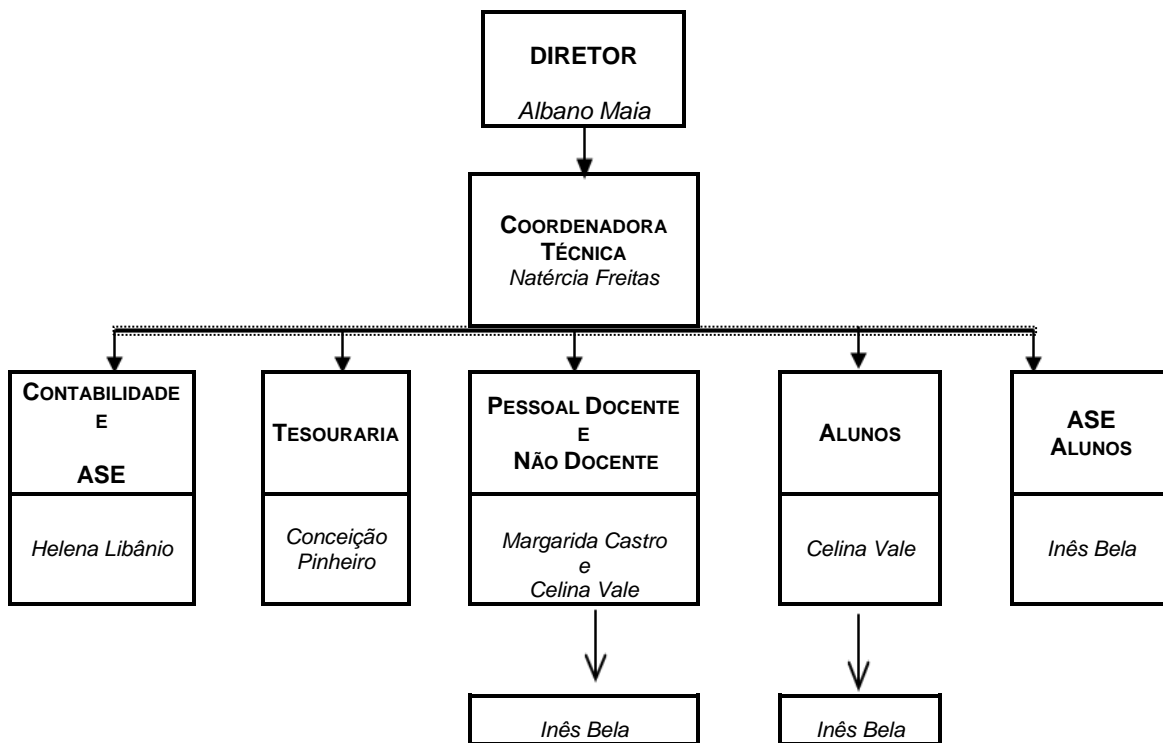 DIRETOR
Albano Maia
COORDENADORA
TÉCNICA
Natércia Freitas
CONTABILIDADE
E
ASE
Helena Libânio
TESOURARIA
Conceição
Pinheiro
PESSOAL DOCENTE
E
NÃO DOCENTE
Margarida Castro
e
Celina Vale
ALUNOS
Celina Vale
ASE
ALUNOS
Inês Bela
Inês Bela
Inês Bela